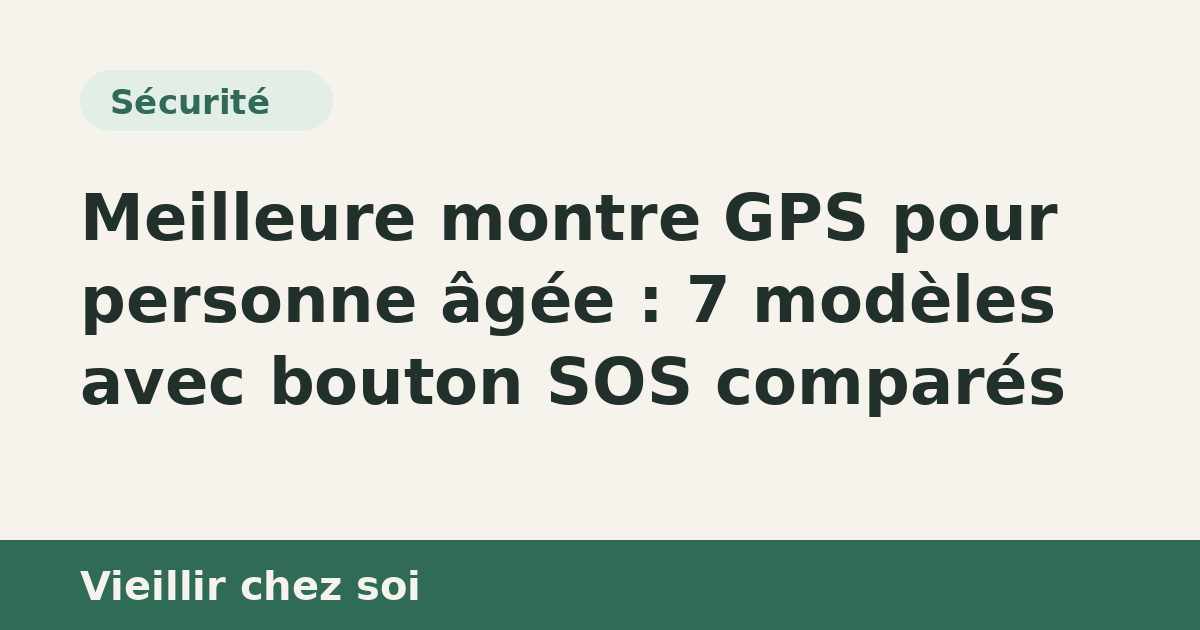 Sécurité
Meilleure montre GPS pour
personne âgée : 7 modèles
avec bouton SOS comparés
Vieillir chez soi